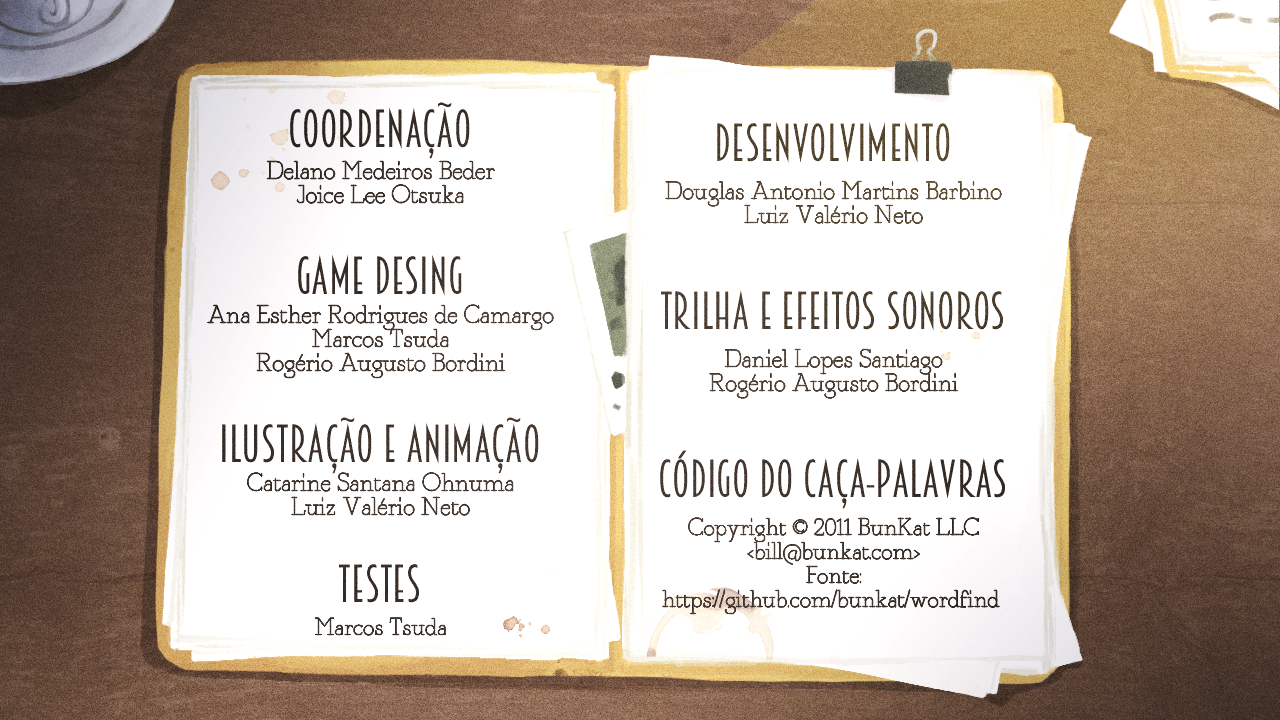 COORDENAÇÃO
Delano Medeiros Beder
Joice Lee Otsuka
GAME DESING
Ana Esther Rodrigues de Camargo
Marcos Tsuda
Rogério Augusto Bordini
ILUSTRAÇÃO E ANIMAÇÃO
Catarine Santana Ohnuma
Luiz Valério Neto
TESTES
Marcos Tsuda
DESENVOLVIMENTO
Douglas Antonio Martins Barbino
Luiz Valério Neto
TRILHA E EFEITOS SONOROS
Daniel Lopes Santiago
Rogério Augusto Bordini
CÓDIGO DO CAÇA-PALAVRAS
Copyright © 2011 BunKat LLC
<bill@bunkat.com>
Fonte:
https://github.com/bunkat/wordfind